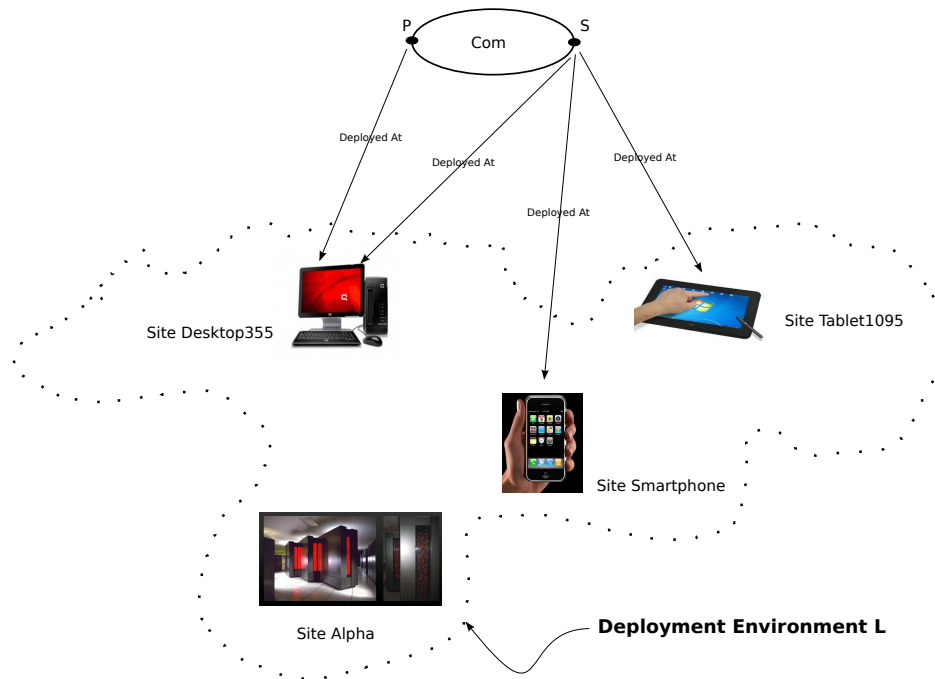 P
S
Com
Deployed At
Deployed At
Deployed At
Deployed At
Site Desktop355
Site Tablet1095
Site Smartphone
Site Alpha
Deployment Environment L